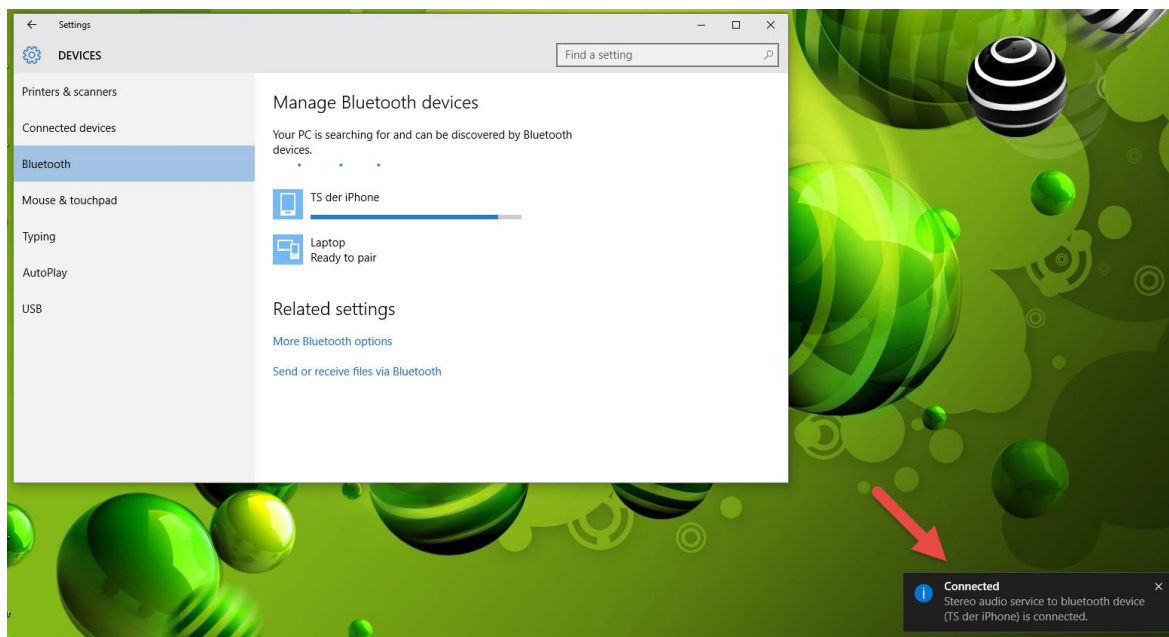 Settings
DEVICES
Find a setting
Printers & scanners
Connected devices
Bluetooth
Mouse & touchpad
Typing
AutoPlay
USB
Manage Bluetooth devices
Your PC is searching for and can be discovered by Bluetooth
devices.
TS der iPhone
Laptop
Ready to pair
Related settings
More Bluetooth options
Send or receive files via Bluetooth
Connected
Stereo audio service to bluetooth device
(TS der iPhone) is connected.